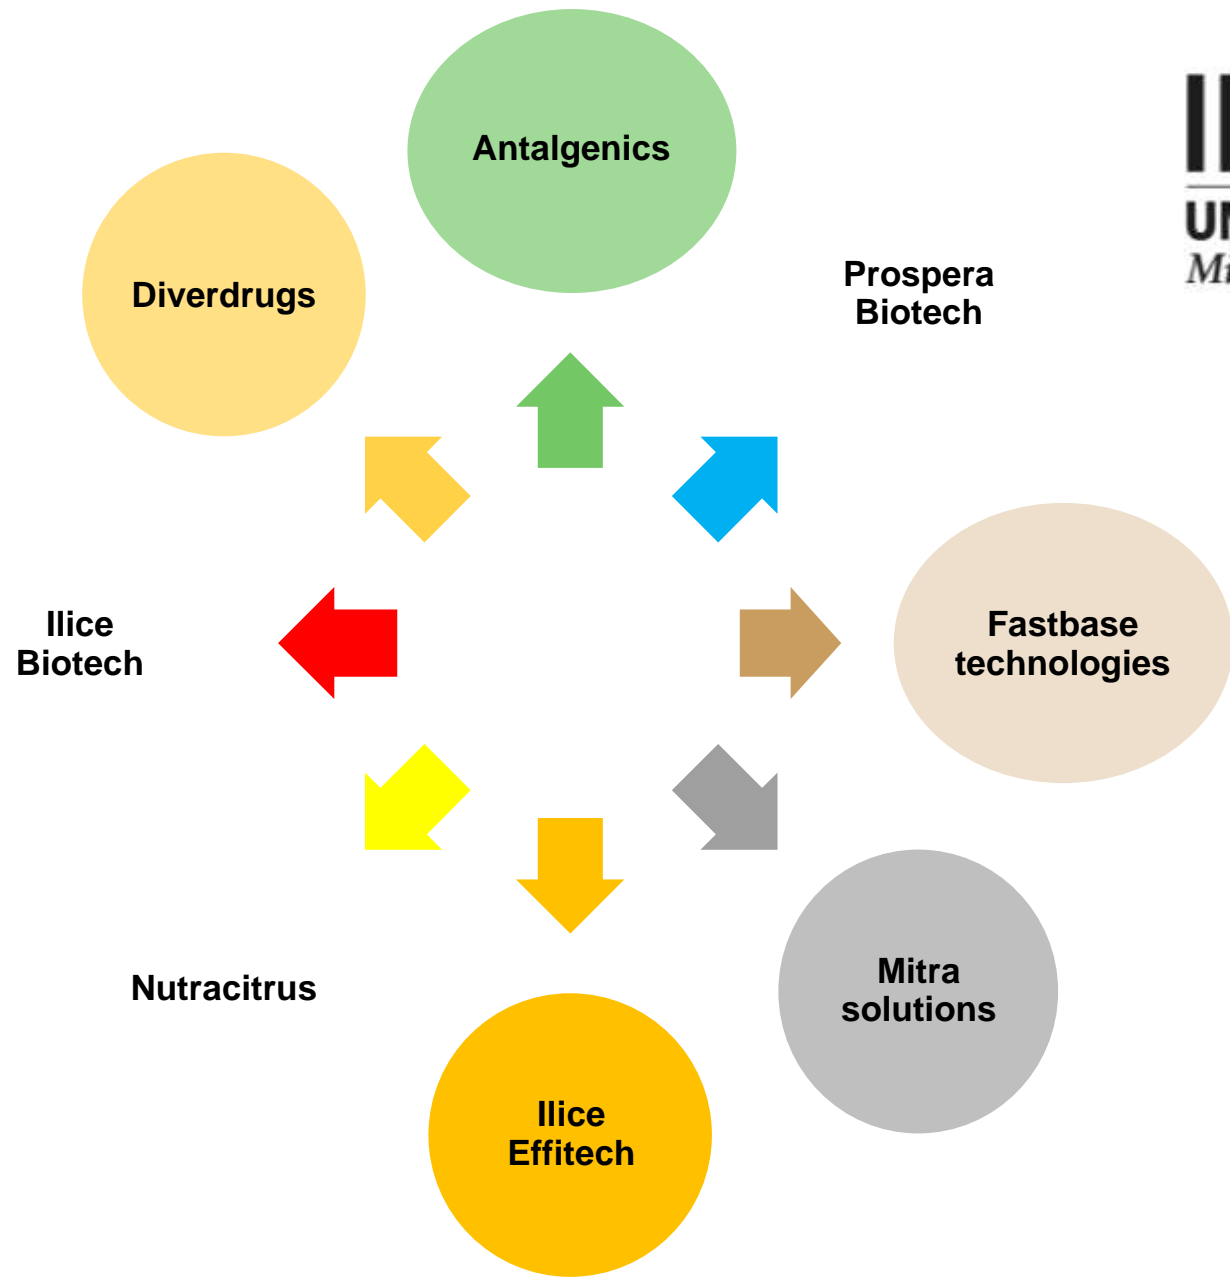 Antalgenics
Diverdrugs
Prospera
Biotech
Ilice
Biotech
Fastbase
technologies
Nutracitrus
Mitra
solutions
Ilice
Effitech